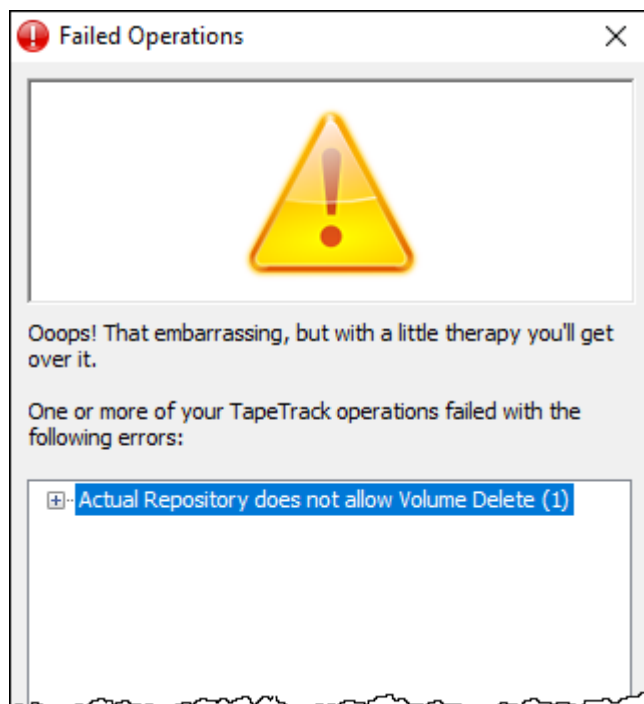 Failed Operations
Ooops! That embarrassing, but with a little therapy you'll get
over it.
One or more of your TapeTrack operations failed with the
following errors:
Actual Repository does not allow Volume Delete (1)